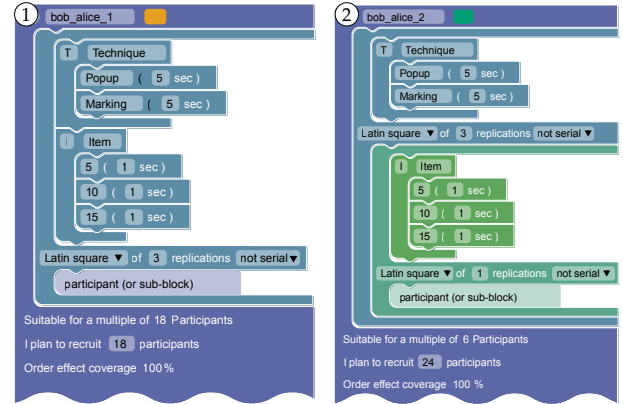 1
bob_alice_1
T Technique
Popup ( 5 sec )
Marking ( 5 sec )
I Item
5 ( 1 sec )
10 ( 1 sec )
15 ( 1 sec )
Latin square ▼ of 3 replications not serial ▼
participant (or sub-block)
Suitable for a multiple of 18 Participants
I plan to recruit 18 participants
Order effect coverage 100 %
2
bob_alice_2
T Technique
Popup ( 5 sec )
Marking ( 5 sec )
Latin square ▼ of 3 replications not serial ▼
I Item
5 ( 1 sec )
10 ( 1 sec )
15 ( 1 sec )
Latin square ▼ of 1 replications not serial ▼
participant (or sub-block)
Suitable for a multiple of 6 Participants
I plan to recruit 24 participants
Order effect coverage 100 %